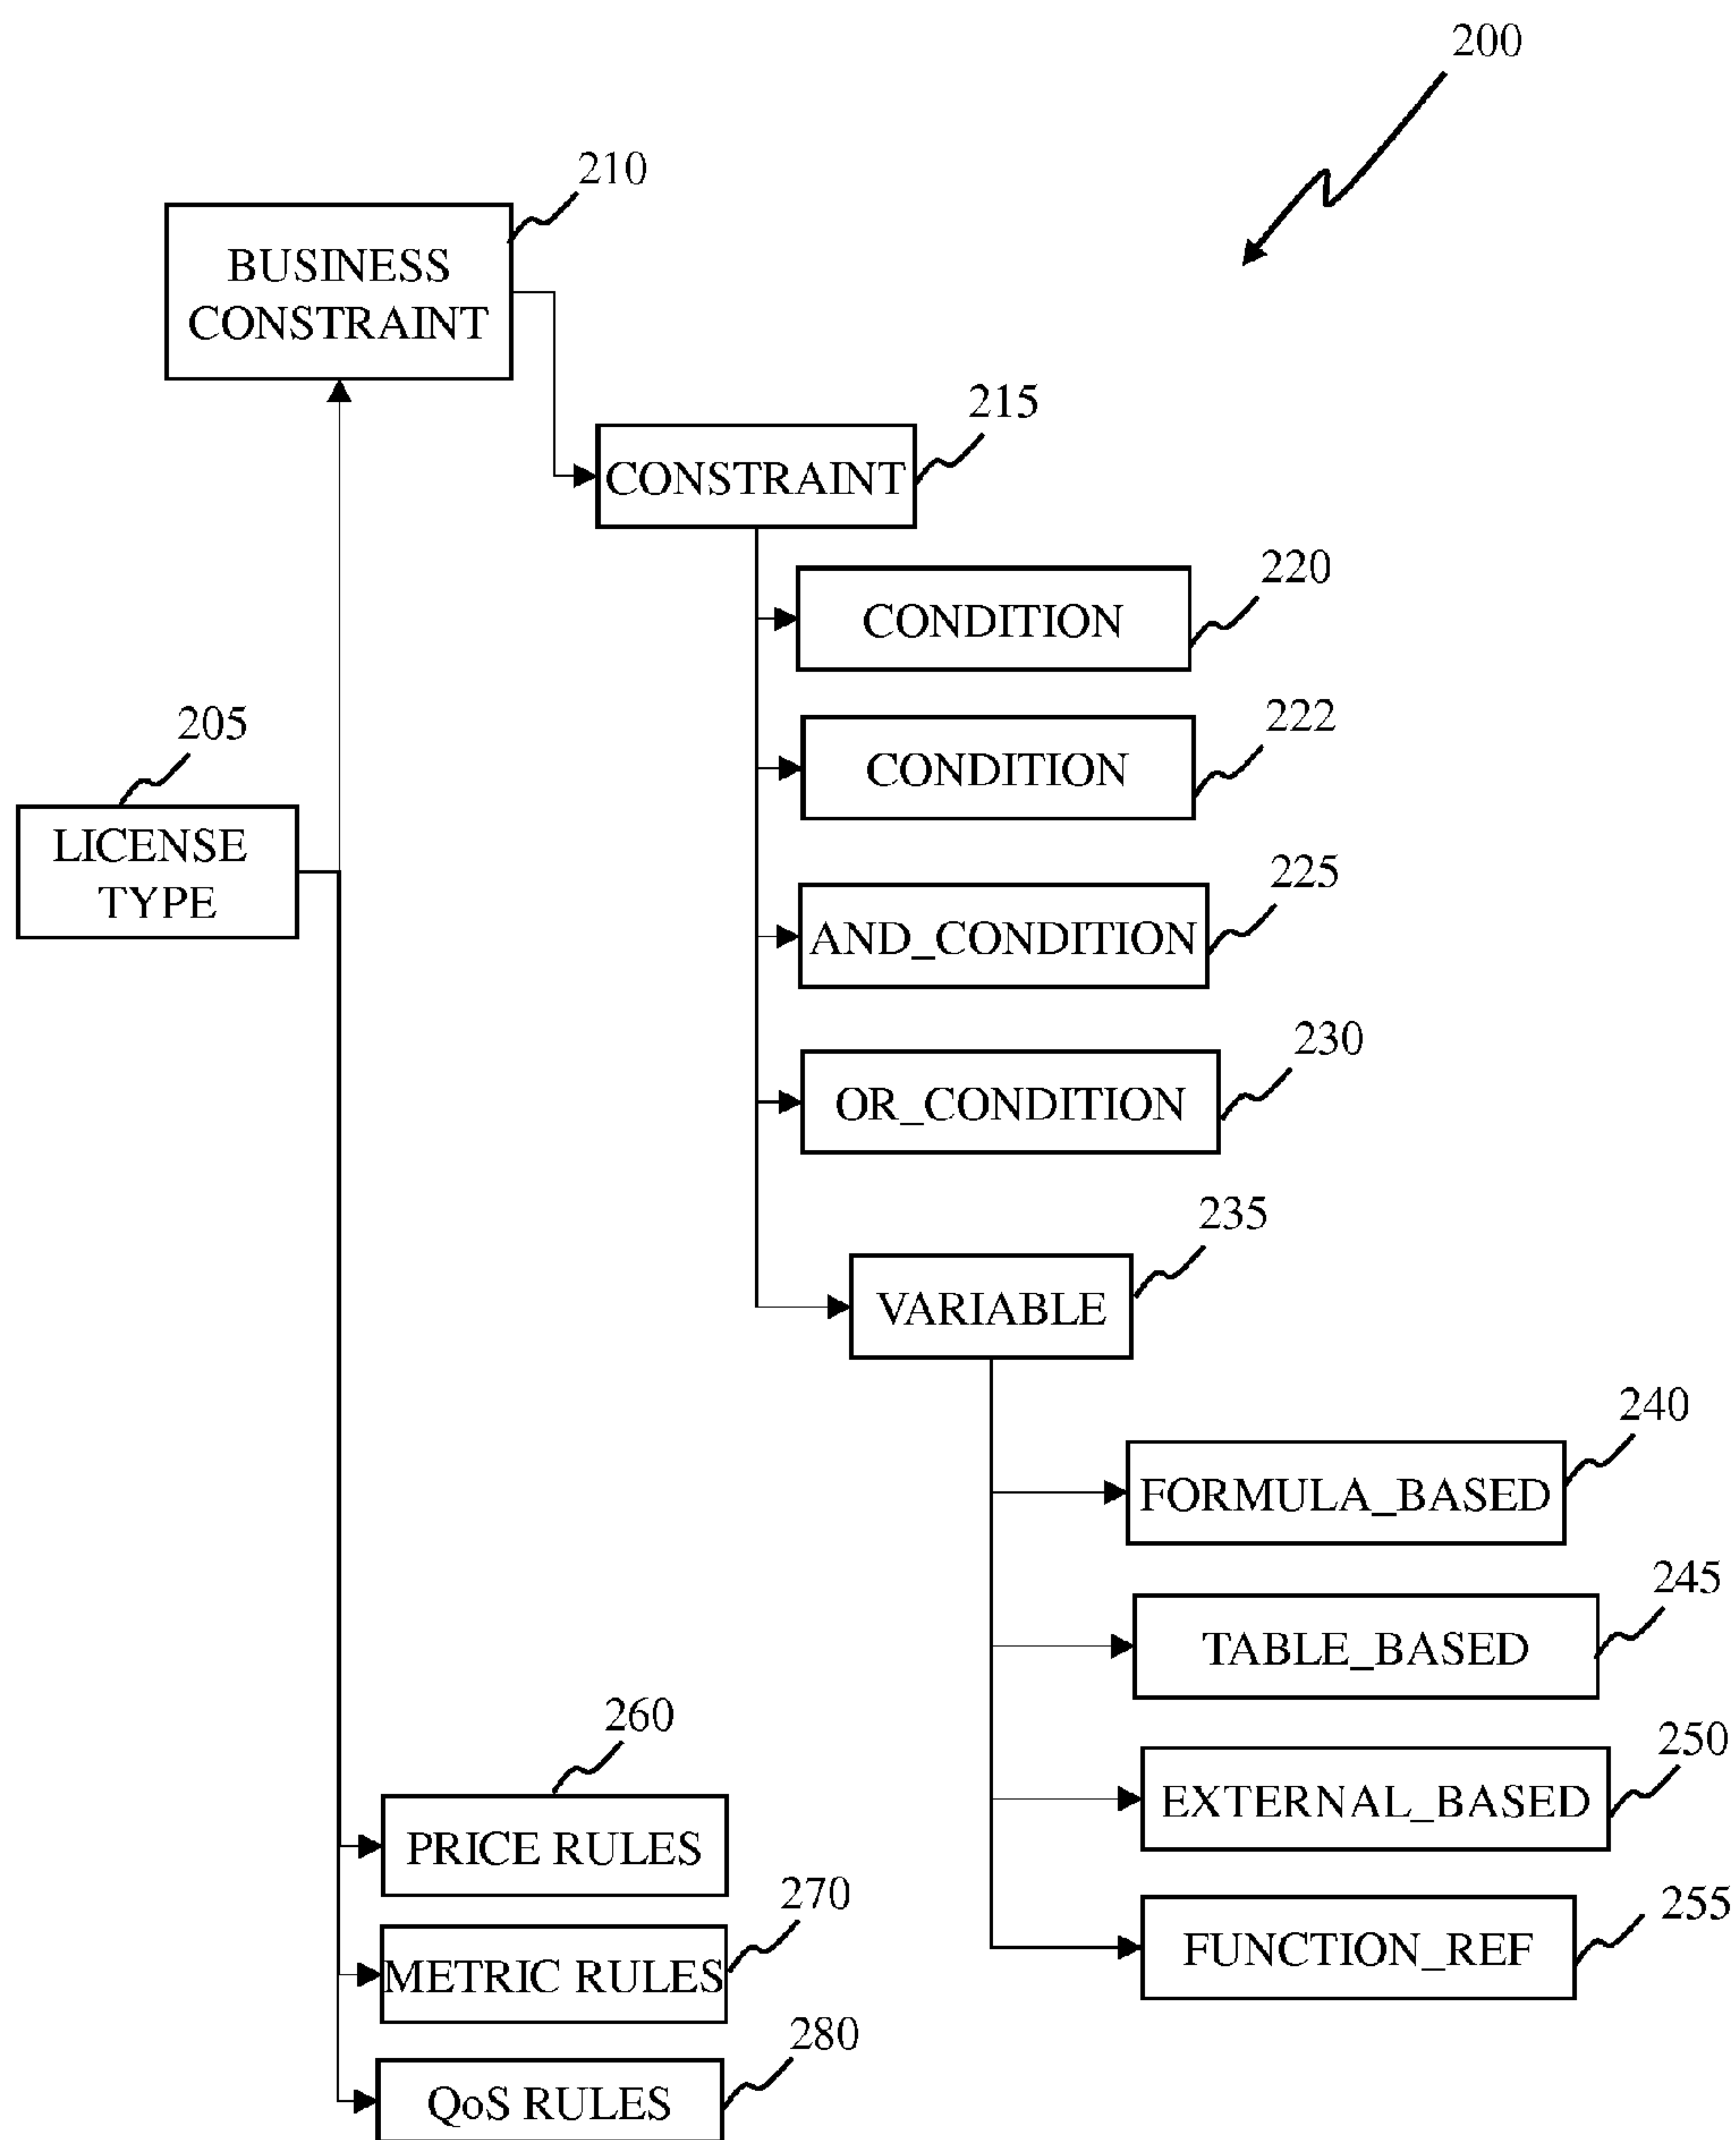 200
210
BUSINESS
CONSTRAINT
215
CONSTRAINT
220
CONDITION
222
CONDITION
205
LICENSE
TYPE
225
AND_CONDITION
230
OR_CONDITION
235
VARIABLE
240
FORMULA_BASED
245
TABLE_BASED
250
EXTERNAL_BASED
255
FUNCTION_REF
260
PRICE RULES
270
METRIC RULES
280
QoS RULES